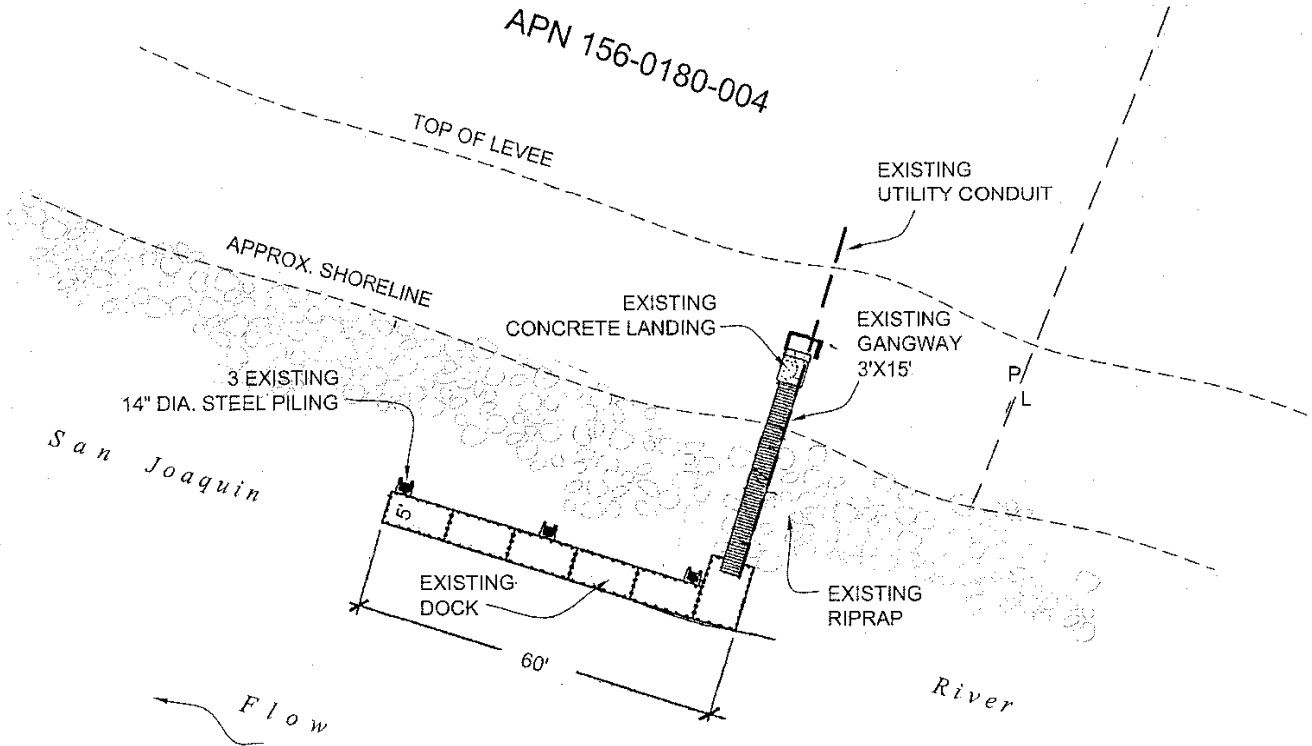 APN 156-0180-004
TOP OF LEVEE
EXISTING
UTILITY CONDUIT
APPROX. SHORELINE
EXISTING
CONCRETE LANDING
EXISTING
GANGWAY
3'X15'
P
L
3 EXISTING
14" DIA. STEEL PILING
San Joaquin
5'
EXISTING
DOCK
EXISTING
RIPRAP
60'
River
Flow